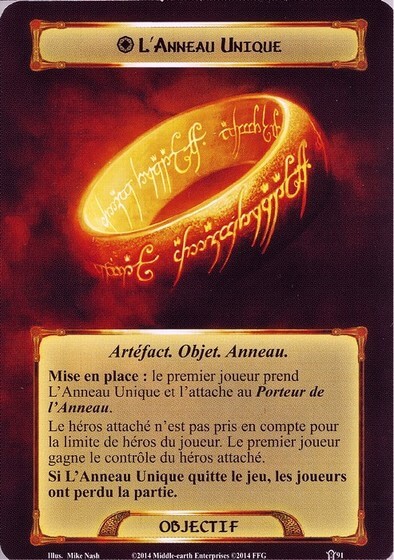 L'Anneau Unique
Artéfact. Objet. Anneau.
Mise en place : le premier joueur prend
L'Anneau Unique et l'attache au Porteur de
l'Anneau.
Le héros attaché n'est pas pris en compte pour
la limite de héros du joueur. Le premier joueur
gagne le contrôle du héros attaché.
Si L'Anneau Unique quitte le jeu, les joueurs
ont perdu la partie.
OBJECTIF
Illus. Mike Nash ©2014 Middle-earth Enterprises ©2014 FFG 91